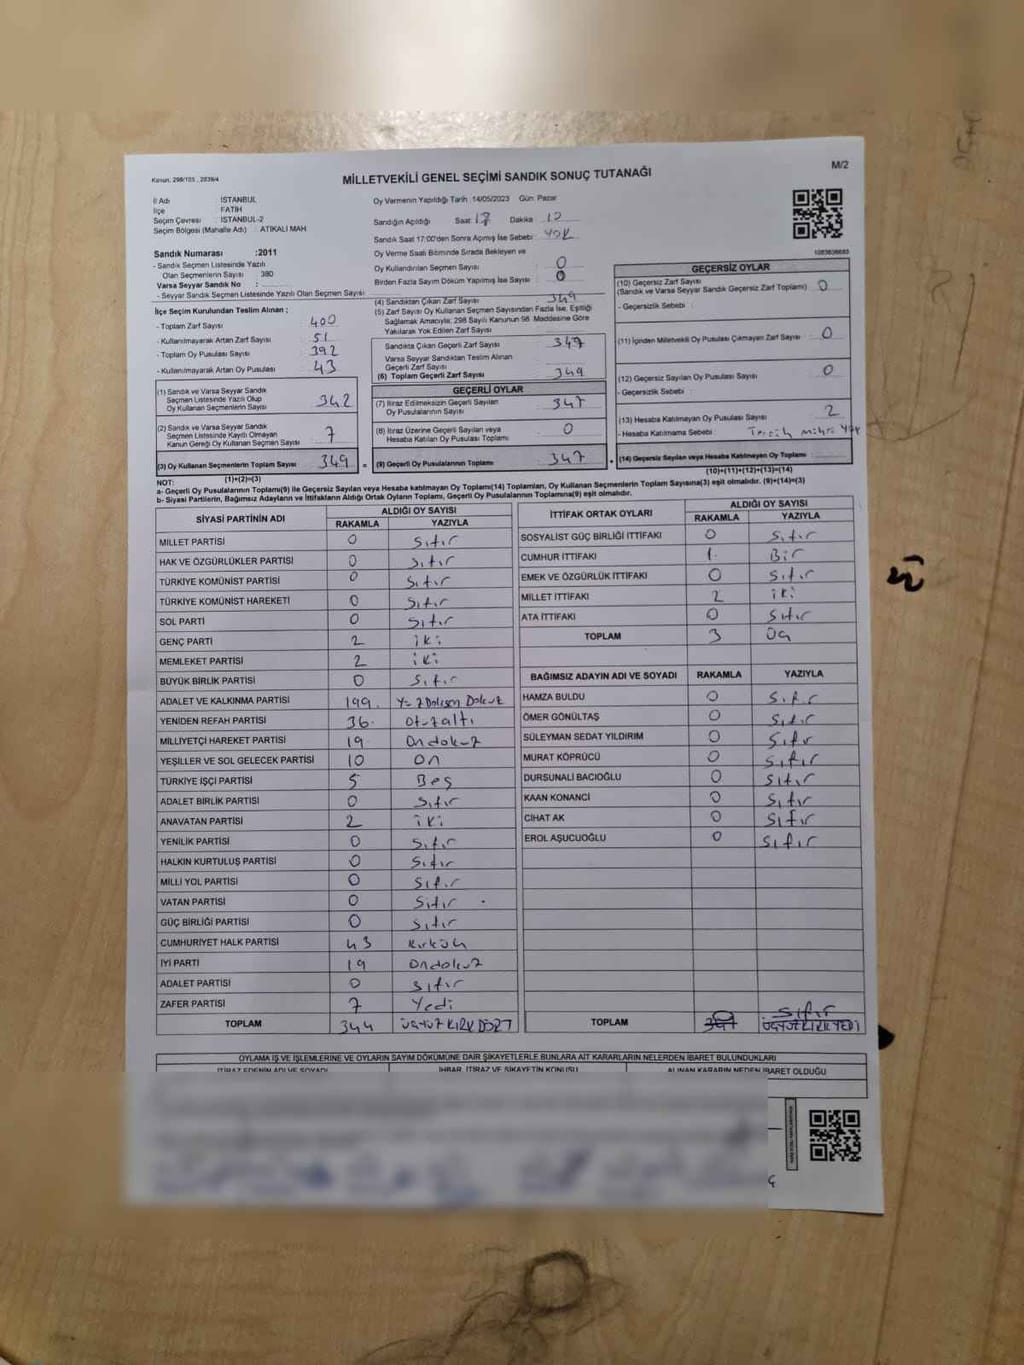 Kanun: 298/105 , 2839/4
MİLLETVEKİLİ GENEL SEÇİMİ SANDIK SONUÇ TUTANAĞI
M/2
İl Adı : İSTANBUL
İlçe : FATİH
Seçim Çevresi : İSTANBUL-2
Seçim Bölgesi (Mahalle Adı) : ATİKALİ MAH
Oy Vermenin Yapıldığı Tarih :14/05/2023 Gün: Pazar
Sandığın Açıldığı Saat 17 Dakika 12
Sandık Saat 17:00'den Sonra Açımış İse Sebebi: YOK
Oy Verme Saati Bitiminde Sırada Bekleyen ve
Oy Kullandırılan Seçmen Sayısı 0
Birden Fazla Sayım Döküm Yapılmış İse Sayısı : 0
Sandık Numarası :2011
- Sandık Seçmen Listesinde Yazılı
Olan Seçmenlerin Sayısı : 380
Varsa Seyyar Sandık No :
- Seyyar Sandık Seçmen Listesinde Yazılı Olan Seçmen Sayısı
İlçe Seçim Kurulundan Teslim Alınan ;
- Toplam Zarf Sayısı : 400
- Kullanılmayarak Artan Zarf Sayısı : 51
- Toplam Oy Pusulası Sayısı : 392
- Kullanılmayarak Artan Oy Pusulası : 43
(1) Sandık ve Varsa Seyyar Sandık
Seçmen Listesinde Yazılı Olup
Oy Kullanan Seçmenlerin Sayısı 342
(2) Sandık ve Varsa Seyyar Sandık
Seçmen Listesinde Kayıtlı Olmayan
Kanun Gereği Oy Kullanan Seçmen Sayısı 7
(3) Oy Kullanan Seçmenlerin Toplam Sayısı 349 =
(1)+(2)=(3)
(4) Sandıktan Çıkan Zarf Sayısı 349
(5) Zarf Sayısı Oy Kullanan Seçmen Sayısından Fazla İse, Eşitliği
Sağlamak Amacıyla; 298 Sayılı Kanunun 98. Maddesine Göre
Yakılarak Yok Edilen Zarf Sayısı
Sandıkta Çıkan Geçerli Zarf Sayısı
Varsa Seyyar Sandıktan Teslim Alınan
Geçerli Zarf Sayısı
(6) Toplam Geçerli Zarf Sayısı 349
GEÇERLİ OYLAR
(7) İtiraz Edilmeksizin Geçerli Sayılan
Oy Pusulalarının Sayısı 347
(8) İtiraz Üzerine Geçerli Sayılan veya
Hesaba Katılan Oy Pusulası Toplamı 0
(9) Geçerli Oy Pusulalarının Toplamı 347 +
1083636683
GEÇERSİZ OYLAR
(10) Geçersiz Zarf Sayısı
(Sandık ve Varsa Seyyar Sandık Geçersiz Zarf Toplamı) 0
- Geçersizlik Sebebi :
(11) İçinden Milletvekili Oy Pusulası Çıkmayan Zarf Sayısı 0
(12) Geçersiz Sayılan Oy Pusulası Sayısı 0
- Geçersizlik Sebebi :
(13) Hesaba Katılmayan Oy Pusulası Sayısı 2
- Hesaba Katılmama Sebebi : Tercih Mührü
(14) Geçersiz Sayılan veya Hesaba Katılmayan Oy Toplamı
(10)+(11)+(12)+(13)=(14)
NOT:
a- Geçerli Oy Pusulalarının Toplamı(9) ile Geçersiz Sayılan veya Hesaba katılmayan Oy Toplamı(14) Toplamları, Oy Kullanan Seçmenlerin Toplam Sayısına(3) eşit olmalıdır. (9)+(14)=(3)
b- Siyasi Partilerin, Bağımsız Adayların ve İttifakların Aldığı Ortak Oyların Toplamı, Geçerli Oy Pusulalarının Toplamına(9) eşit olmalıdır.
SİYASİ PARTİNİN ADI ALDIĞI OY SAYISI
RAKAMLA YAZIYLA
MİLLET PARTİSİ 0 Sıfır
HAK VE ÖZGÜRLÜKLER PARTİSİ 0 Sıfır
TÜRKİYE KOMÜNİST PARTİSİ 0 Sıfır
TÜRKİYE KOMÜNİST HAREKETİ 0 Sıfır
SOL PARTİ 0 Sıfır
GENÇ PARTİ 2 iki
MEMLEKET PARTİSİ 2 iki
BÜYÜK BİRLİK PARTİSİ 0 Sıfır
ADALET VE KALKINMA PARTİSİ 199 Yüz Doksan Dokuz
YENİDEN REFAH PARTİSİ 36 Otuzaltı
MİLLİYETÇİ HAREKET PARTİSİ 19 Ondokuz
YEŞİLLER VE SOL GELECEK PARTİSİ 10 On
TÜRKİYE İŞÇİ PARTİSİ 5 Beş
ADALET BİRLİK PARTİSİ 0 Sıfır
ANAVATAN PARTİSİ 2 iki
YENİLİK PARTİSİ 0 Sıfır
HALKIN KURTULUŞ PARTİSİ 0 Sıfır
MİLLİ YOL PARTİSİ 0 Sıfır
VATAN PARTİSİ 0 Sıfır
GÜÇ BİRLİĞİ PARTİSİ 0 Sıfır
CUMHURİYET HALK PARTİSİ 43 Kırküç
İYİ PARTİ 19 Ondokuz
ADALET PARTİSİ 0 Sıfır
ZAFER PARTİSİ 7 Yedi
TOPLAM 344 ÜÇYÜZ KIRK DÖRT
İTTİFAK ORTAK OYLARI ALDIĞI OY SAYISI
RAKAMLA YAZIYLA
SOSYALİST GÜÇ BİRLİĞİ İTTİFAKI 0 Sıfır
CUMHUR İTTİFAKI 1 Bir
EMEK VE ÖZGÜRLÜK İTTİFAKI 0 Sıfır
MİLLET İTTİFAKI 2 iki
ATA İTTİFAKI 0 Sıfır
TOPLAM 3 Üç
BAĞIMSIZ ADAYIN ADI VE SOYADI RAKAMLA YAZIYLA
HAMZA BULDU 0 Sıfır
ÖMER GÖNÜLTAŞ 0 Sıfır
SÜLEYMAN SEDAT YILDIRIM 0 Sıfır
MURAT KÖPRÜCÜ 0 Sıfır
DURSUNALİ BACIOĞLU 0 Sıfır
KAAN KONANCİ 0 Sıfır
CİHAT AK 0 Sıfır
EROL AŞUCUOĞLU 0 Sıfır
TOPLAM 347 Sıfır ÜÇYÜZ KIRK YEDİ
OYLAMA İŞ VE İŞLEMLERİNE VE OYLARIN SAYIM DÖKÜMÜNE DAİR ŞİKAYETLERLE BUNLARA AİT KARARLARIN NELERDEN İBARET BULUNDUKLARI
İTİRAZ EDENİN ADI VE SOYADI İHBAR, İTİRAZ VE ŞİKAYETİN KONUSU ALINAN KARARIN NEDEN İBARET OLDUĞU